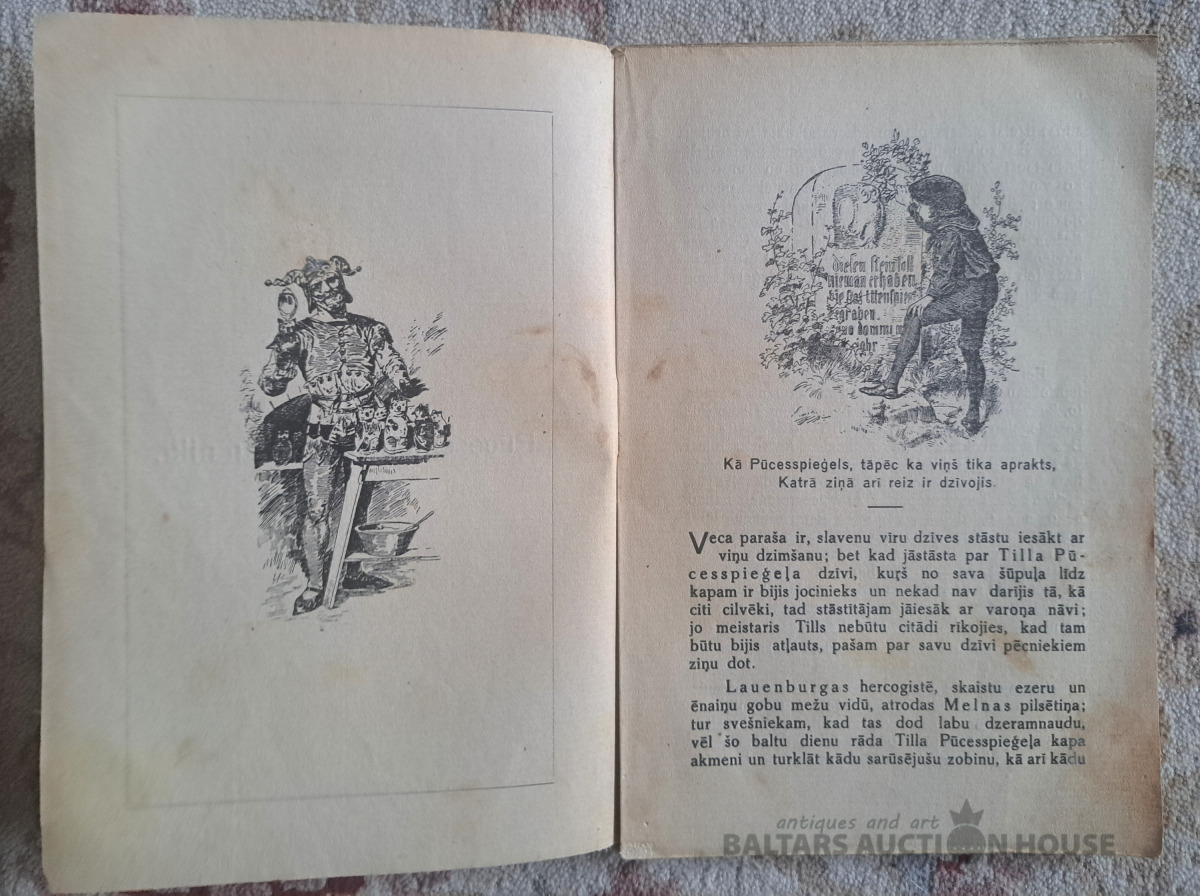 diesen stein soll
nieman erhaben
hie stat
graben.
jahr
Kā Pūcesspieģels, tāpēc ka viņš tika aprakts,
Katrā ziņā arī reiz ir dzīvojis.
Veca paraša ir, slavenu vīru dzīves stāstu iesākt ar
viņu dzimšanu; bet kad jāstāsta par Tilla Pū-
cesspieģeļa dzīvi, kuŗš no sava šūpuļa līdz
kapam ir bijis jocinieks un nekad nav darījis tā, kā
citi cilvēki, tad stāstītājam jāiesāk ar varoņa nāvi;
jo meistaris Tills nebūtu citādi rīkojies, kad tam
būtu bijis atļauts, pašam par savu dzīvi pēcniekiem
ziņu dot.
Lauenburgas hercogistē, skaistu ezeru un
ēnaiņu gobu mežu vidū, atrodas Melnas pilsētiņa;
tur svešniekam, kad tas dod labu dzeramnaudu,
vēl šo baltu dienu rāda Tilla Pūcesspieģeļa kapa
akmeni un turklāt kādu sarūsējušu zobinu, kā arī kādu
antiques and art
BALTARS AUCTION HOUSE